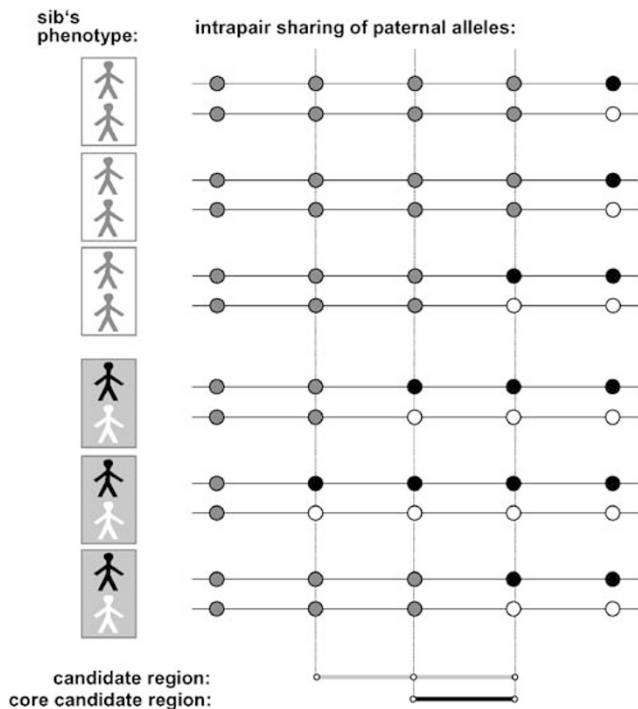 sib's
phenotype:
intrapair sharing of paternal alleles:
candidate region:
core candidate region: